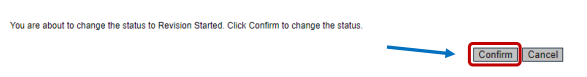 You are about to change the status to Revision Started. Click Confirm to change the status.
Confirm Cancel